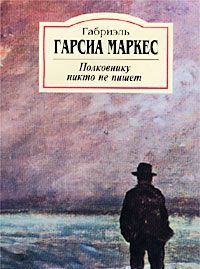 Габриэль
ГАРСИА МАРКЕС
Полковнику
никто не пишет